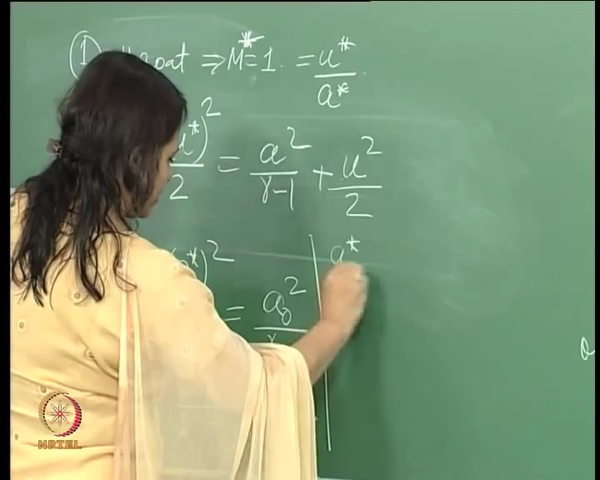 ① throat ⇒ M* = 1. = u*/a*
u*)²/2 = a²/γ-1 + u²/2
*)² = a₀²/γ | a*
a
NPTEL